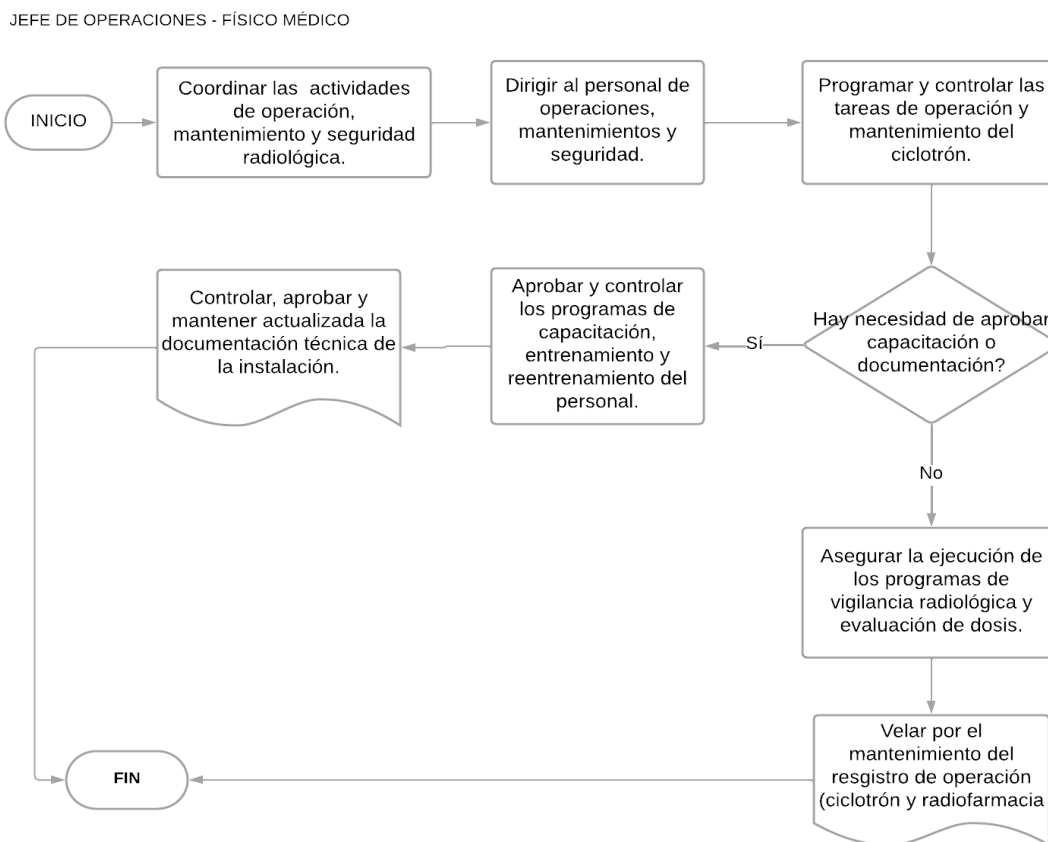 JEFE DE OPERACIONES - FÍSICO MÉDICO
INICIO
Coordinar las actividades
de operación,
mantenimiento y seguridad
radiológica.
Dirigir al personal de
operaciones,
mantenimientos y
seguridad.
Programar y controlar las
tareas de operación y
mantenimiento del
ciclotrón.
Hay necesidad de aprobar
capacitación o
documentación?
Sí
Aprobar y controlar
los programas de
capacitación,
entrenamiento y
reentrenamiento del
personal.
Controlar, aprobar y
mantener actualizada la
documentación técnica de
la instalación.
No
Asegurar la ejecución de
los programas de
vigilancia radiológica y
evaluación de dosis.
Velar por el
mantenimiento del
resgistro de operación
(ciclotrón y radiofarmacia
FIN